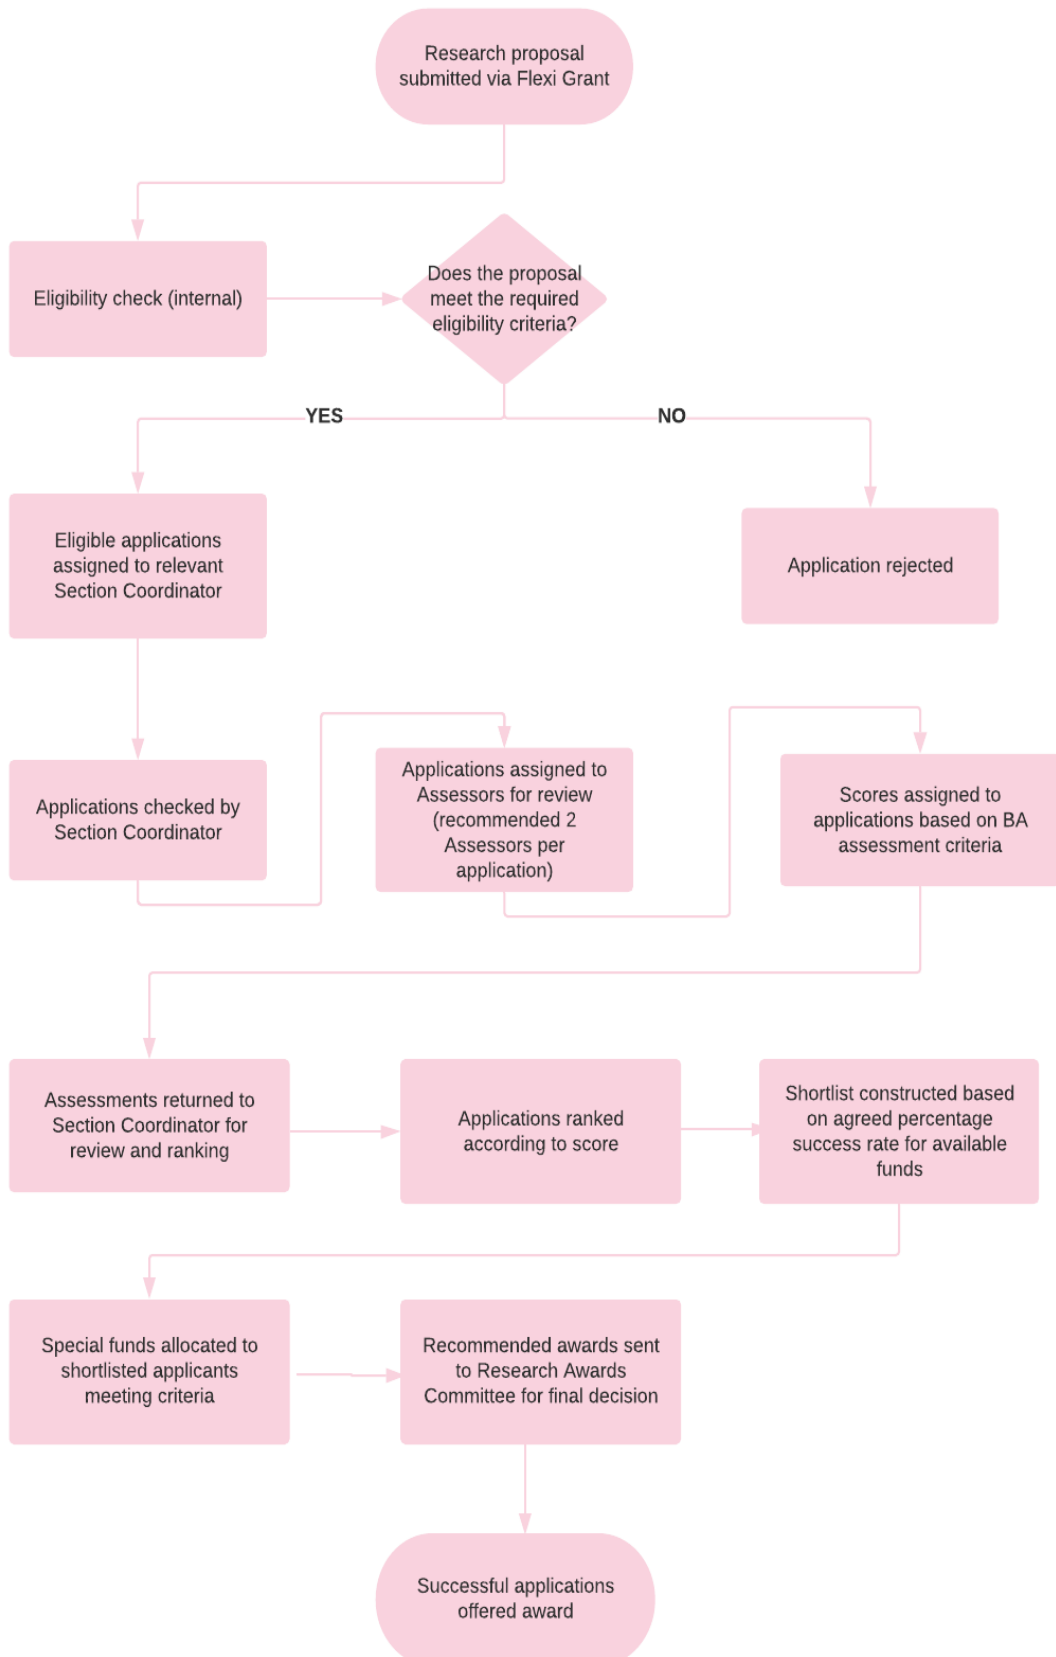 Research proposal
submitted via Flexi Grant
Eligibility check (internal)
Does the proposal
meet the required
eligibility criteria?
YES
NO
Eligible applications
assigned to relevant
Section Coordinator
Application rejected
Applications checked by
Section Coordinator
Applications assigned to
Assessors for review
(recommended 2
Assessors per
application)
Scores assigned to
applications based on BA
assessment criteria
Assessments returned to
Section Coordinator for
review and ranking
Applications ranked
according to score
Shortlist constructed based
on agreed percentage
success rate for available
funds
Special funds allocated to
shortlisted applicants
meeting criteria
Recommended awards sent
to Research Awards
Committee for final decision
Successful applications
offered award